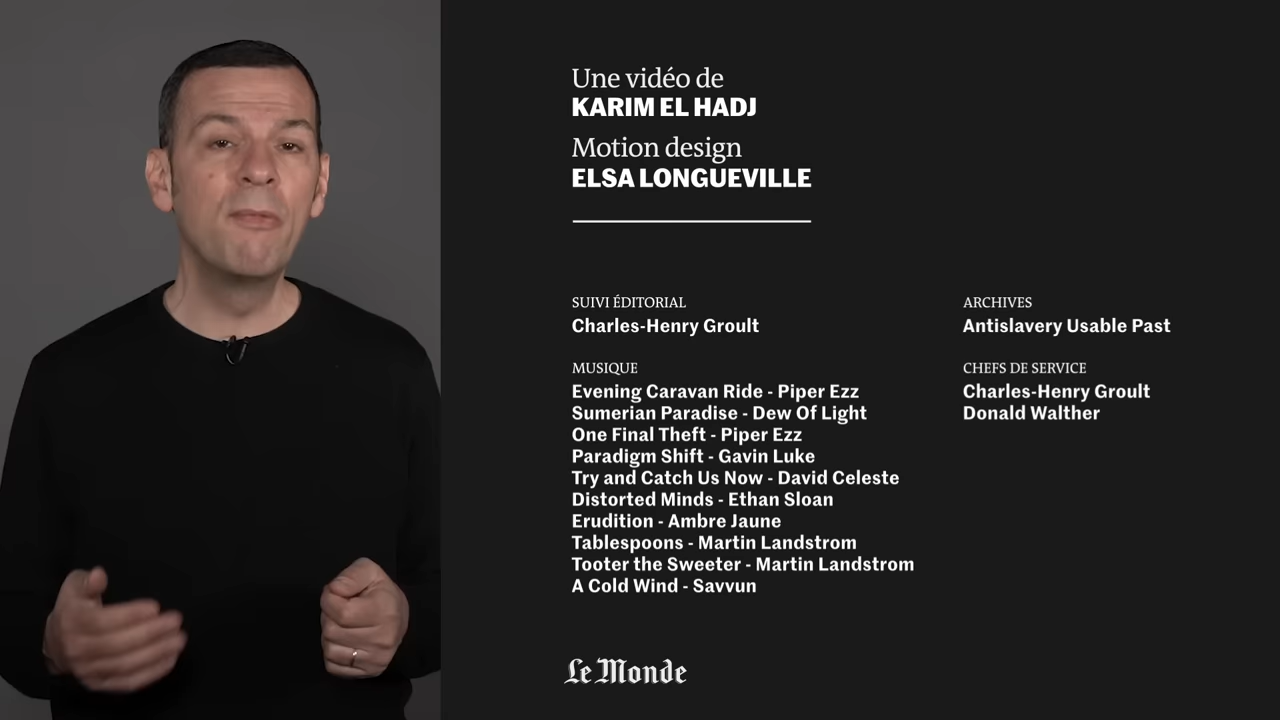 Une vidéo de
KARIM EL HADJ
Motion design
ELSA LONGUEVILLE
SUIVI ÉDITORIAL
Charles-Henry Groult
MUSIQUE
Evening Caravan Ride - Piper Ezz
Sumerian Paradise - Dew Of Light
One Final Theft - Piper Ezz
Paradigm Shift - Gavin Luke
Try and Catch Us Now - David Celeste
Distorted Minds - Ethan Sloan
Erudition - Ambre Jaune
Tablespoons - Martin Landstrom
Tooter the Sweeter - Martin Landstrom
A Cold Wind - Savvun
ARCHIVES
Antislavery Usable Past
CHEFS DE SERVICE
Charles-Henry Groult
Donald Walther
Le Monde